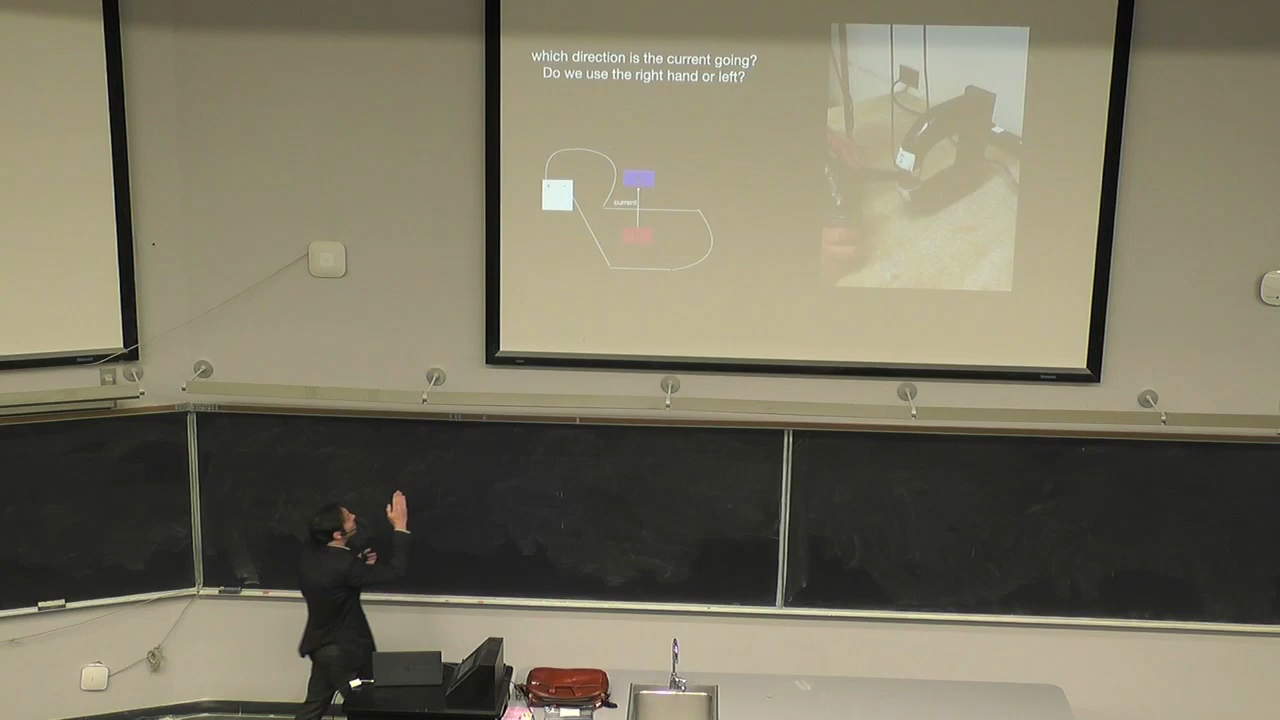 which direction is the current going?
Do we use the right hand or left?
current